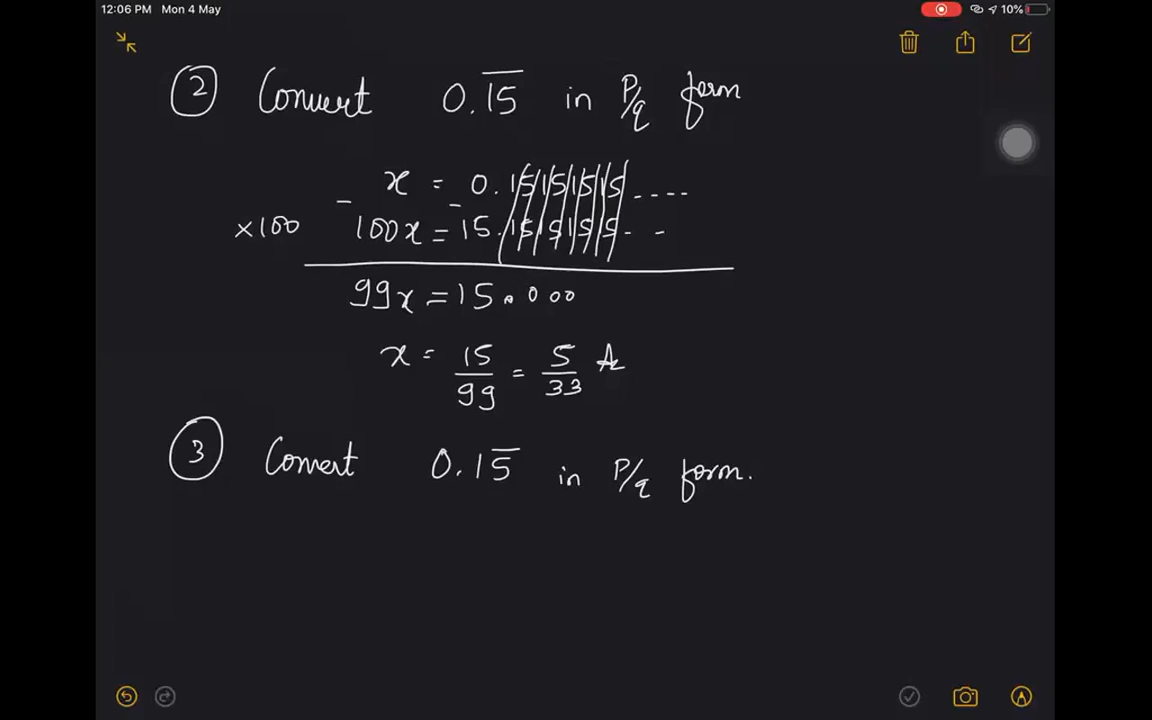 12:06 PM Mon 4 May
10%
2 Convert 0.1̅5̅ in P/q form
x = 0.15151515 ----
×100 - 100x = - 15.15151515 - -
99x = 15.000
x = 15/99 = 5/33
3 Convert 0.15̅ in P/q form.